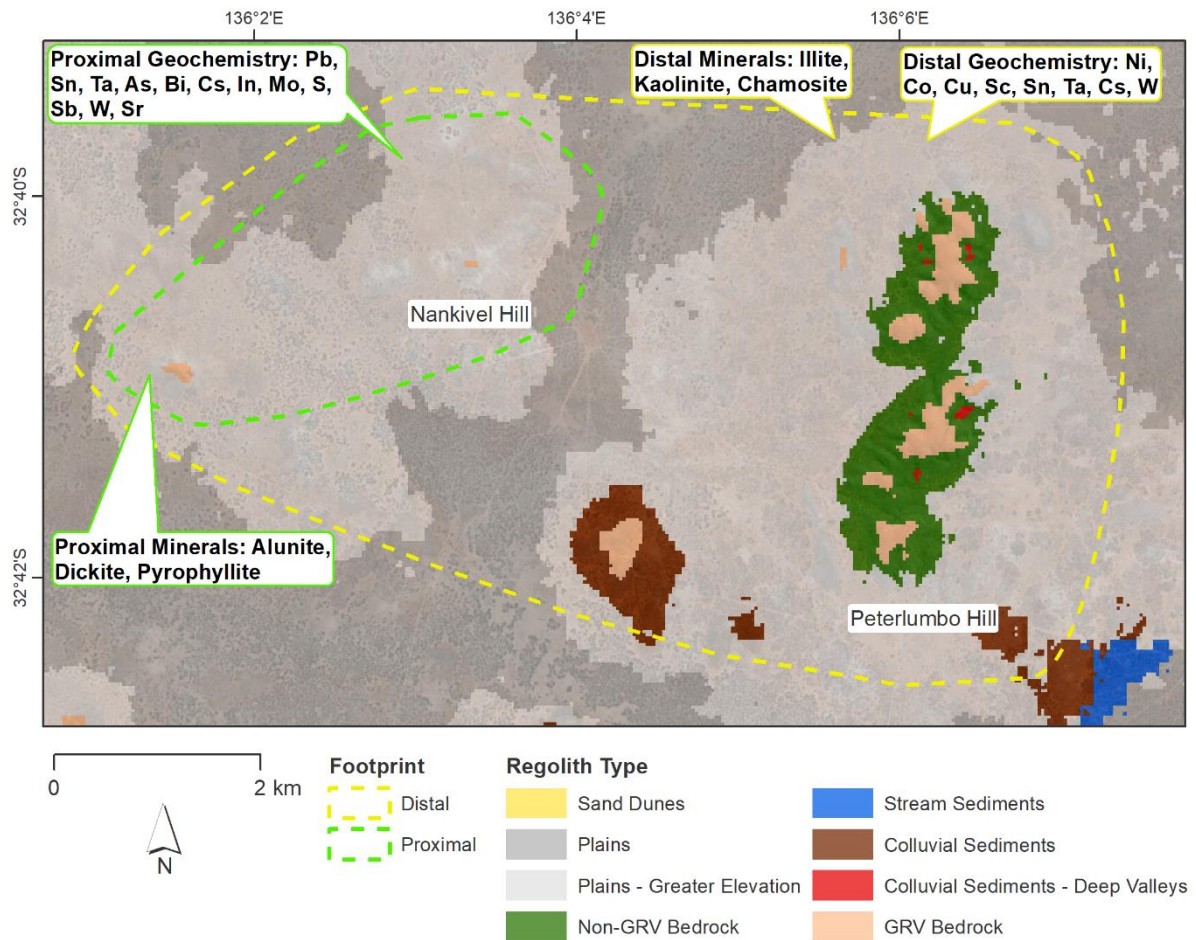 136°2'E
136°4'E
136°6'E
Proximal Geochemistry: Pb,
Sn, Ta, As, Bi, Cs, In, Mo, S,
Sb, W, Sr
Distal Minerals: Illite,
Kaolinite, Chamosite
Distal Geochemistry: Ni,
Co, Cu, Sc, Sn, Ta, Cs, W
32°40'S
Nankivel Hill
Proximal Minerals: Alunite,
Dickite, Pyrophyllite
32°42'S
Peterlumbo Hill
0
2 km
N
Footprint
Distal
Proximal
Regolith Type
Sand Dunes
Plains
Plains - Greater Elevation
Non-GRV Bedrock
Stream Sediments
Colluvial Sediments
Colluvial Sediments - Deep Valleys
GRV Bedrock